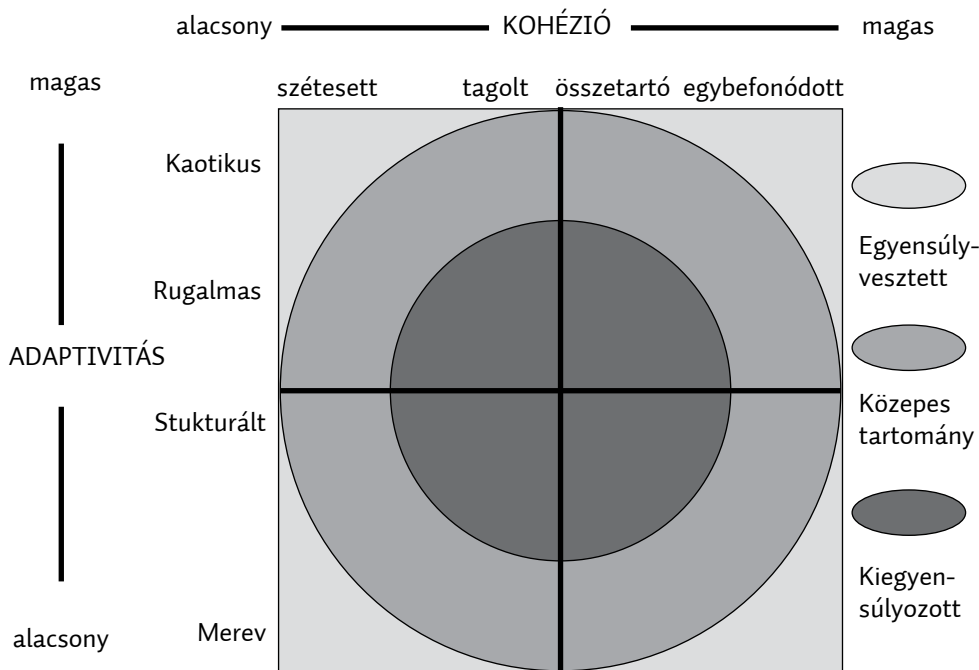 alacsony KOHÉZIÓ magas
magas
szétesett tagolt összetartó egybefonódott
Kaotikus
Rugalmas
ADAPTIVITÁS
Stukturált
Merev
alacsony
Egyensúly-
vesztett
Közepes
tartomány
Kiegyen-
súlyozott